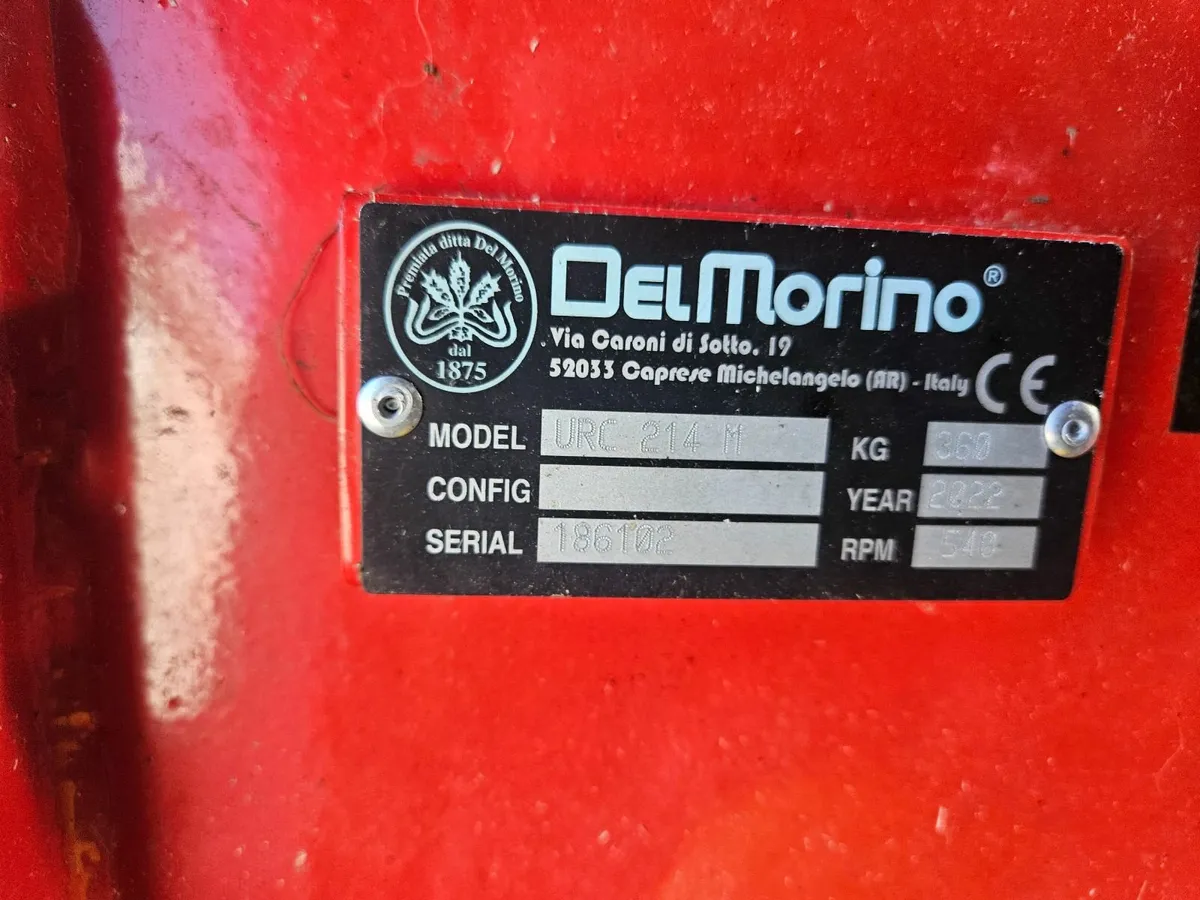 Premiata ditta Del Morino
dal
1875
DELMorino®
Via Caroni di Sotto. 19
52033 Caprese Michelangelo (AR) - Italy CE
MODEL URC 214 M KG 360
CONFIG YEAR 2022
SERIAL 186102 RPM 540